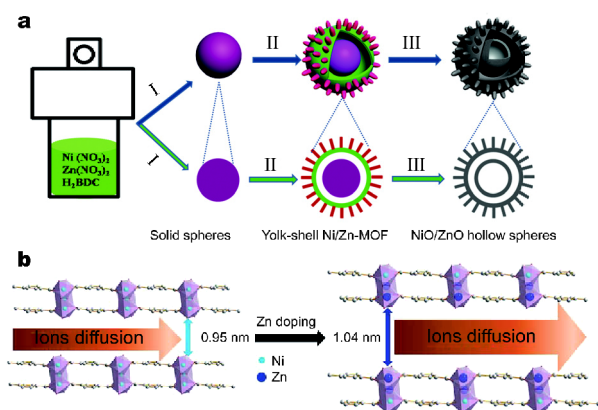 a
I
I
II
III
II
III
Ni (NO3)2
Zn(NO3)2
H2BDC
Solid spheres
Yolk-shell Ni/Zn-MOF
NiO/ZnO hollow spheres
b
Ions diffusion
0.95 nm
Zn doping
1.04 nm
Ions diffusion
Ni
Zn